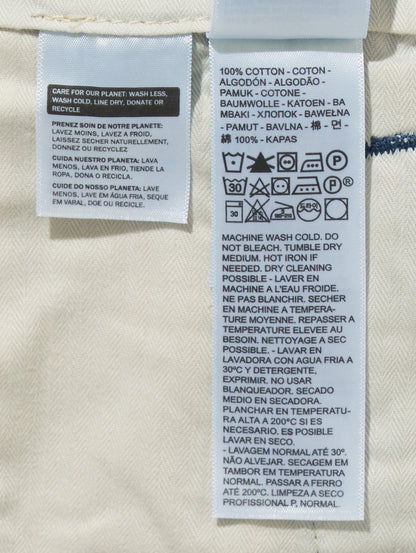 CARE FOR OUR PLANET: WASH LESS,
WASH COLD, LINE DRY, DONATE OR
RECYCLE
PRENEZ SOIN DE NOTRE PLANETE:
LAVEZ MOINS, LAVEZ A FROID,
LAISSEZ SECHER NATURELLEMENT,
DONNEZ OU RECYCLEZ
CUIDA NUESTRO PLANETA: LAVA
MENOS, LAVA EN FRIO, TIENDE LA
ROPA, DONA O RECICLA.
CUIDE DO NOSSO PLANETA: LAVE
MENOS, LAVE EM ÁGUA FRIA, SEQUE
EM VARAL, DOE OU RECICLE.
100% COTTON - COTON -
ALGODÓN - ALGODÃO -
PAMUK - COTONE -
BAUMWOLLE - KATOEN - BA
MBAKI - ХЛОПОК - BAWEŁNA
- PAMUT - BAVLNA - 棉 - 면 -
綿 100% - KAPAS
P
30 P
30
MACHINE WASH COLD. DO
NOT BLEACH. TUMBLE DRY
MEDIUM. HOT IRON IF
NEEDED. DRY CLEANING
POSSIBLE - LAVER EN
MACHINE A L'EAU FROIDE.
NE PAS BLANCHIR. SECHER
EN MACHINE A TEMPERA-
TURE MOYENNE. REPASSER A
TEMPERATURE ELEVEE AU
BESOIN. NETTOYAGE A SEC
POSSIBLE. - LAVAR EN
LAVADORA CON AGUA FRIA A
30ºC Y DETERGENTE,
EXPRIMIR. NO USAR
BLANQUEADOR. SECADO
MEDIO EN SECADORA.
PLANCHAR EN TEMPERATU-
RA ALTA A 200°C SI ES
NECESARIO. ES POSIBLE
LAVAR EN SECO.
- LAVAGEM NORMAL ATÉ 30°.
NÃO ALVEJAR. SECAGEM EM
TAMBOR EM TEMPERATURA
NORMAL. PASSAR A FERRO
ATÉ 200°C. LIMPEZA A SECO
PROFISSIONAL P, NORMAL.